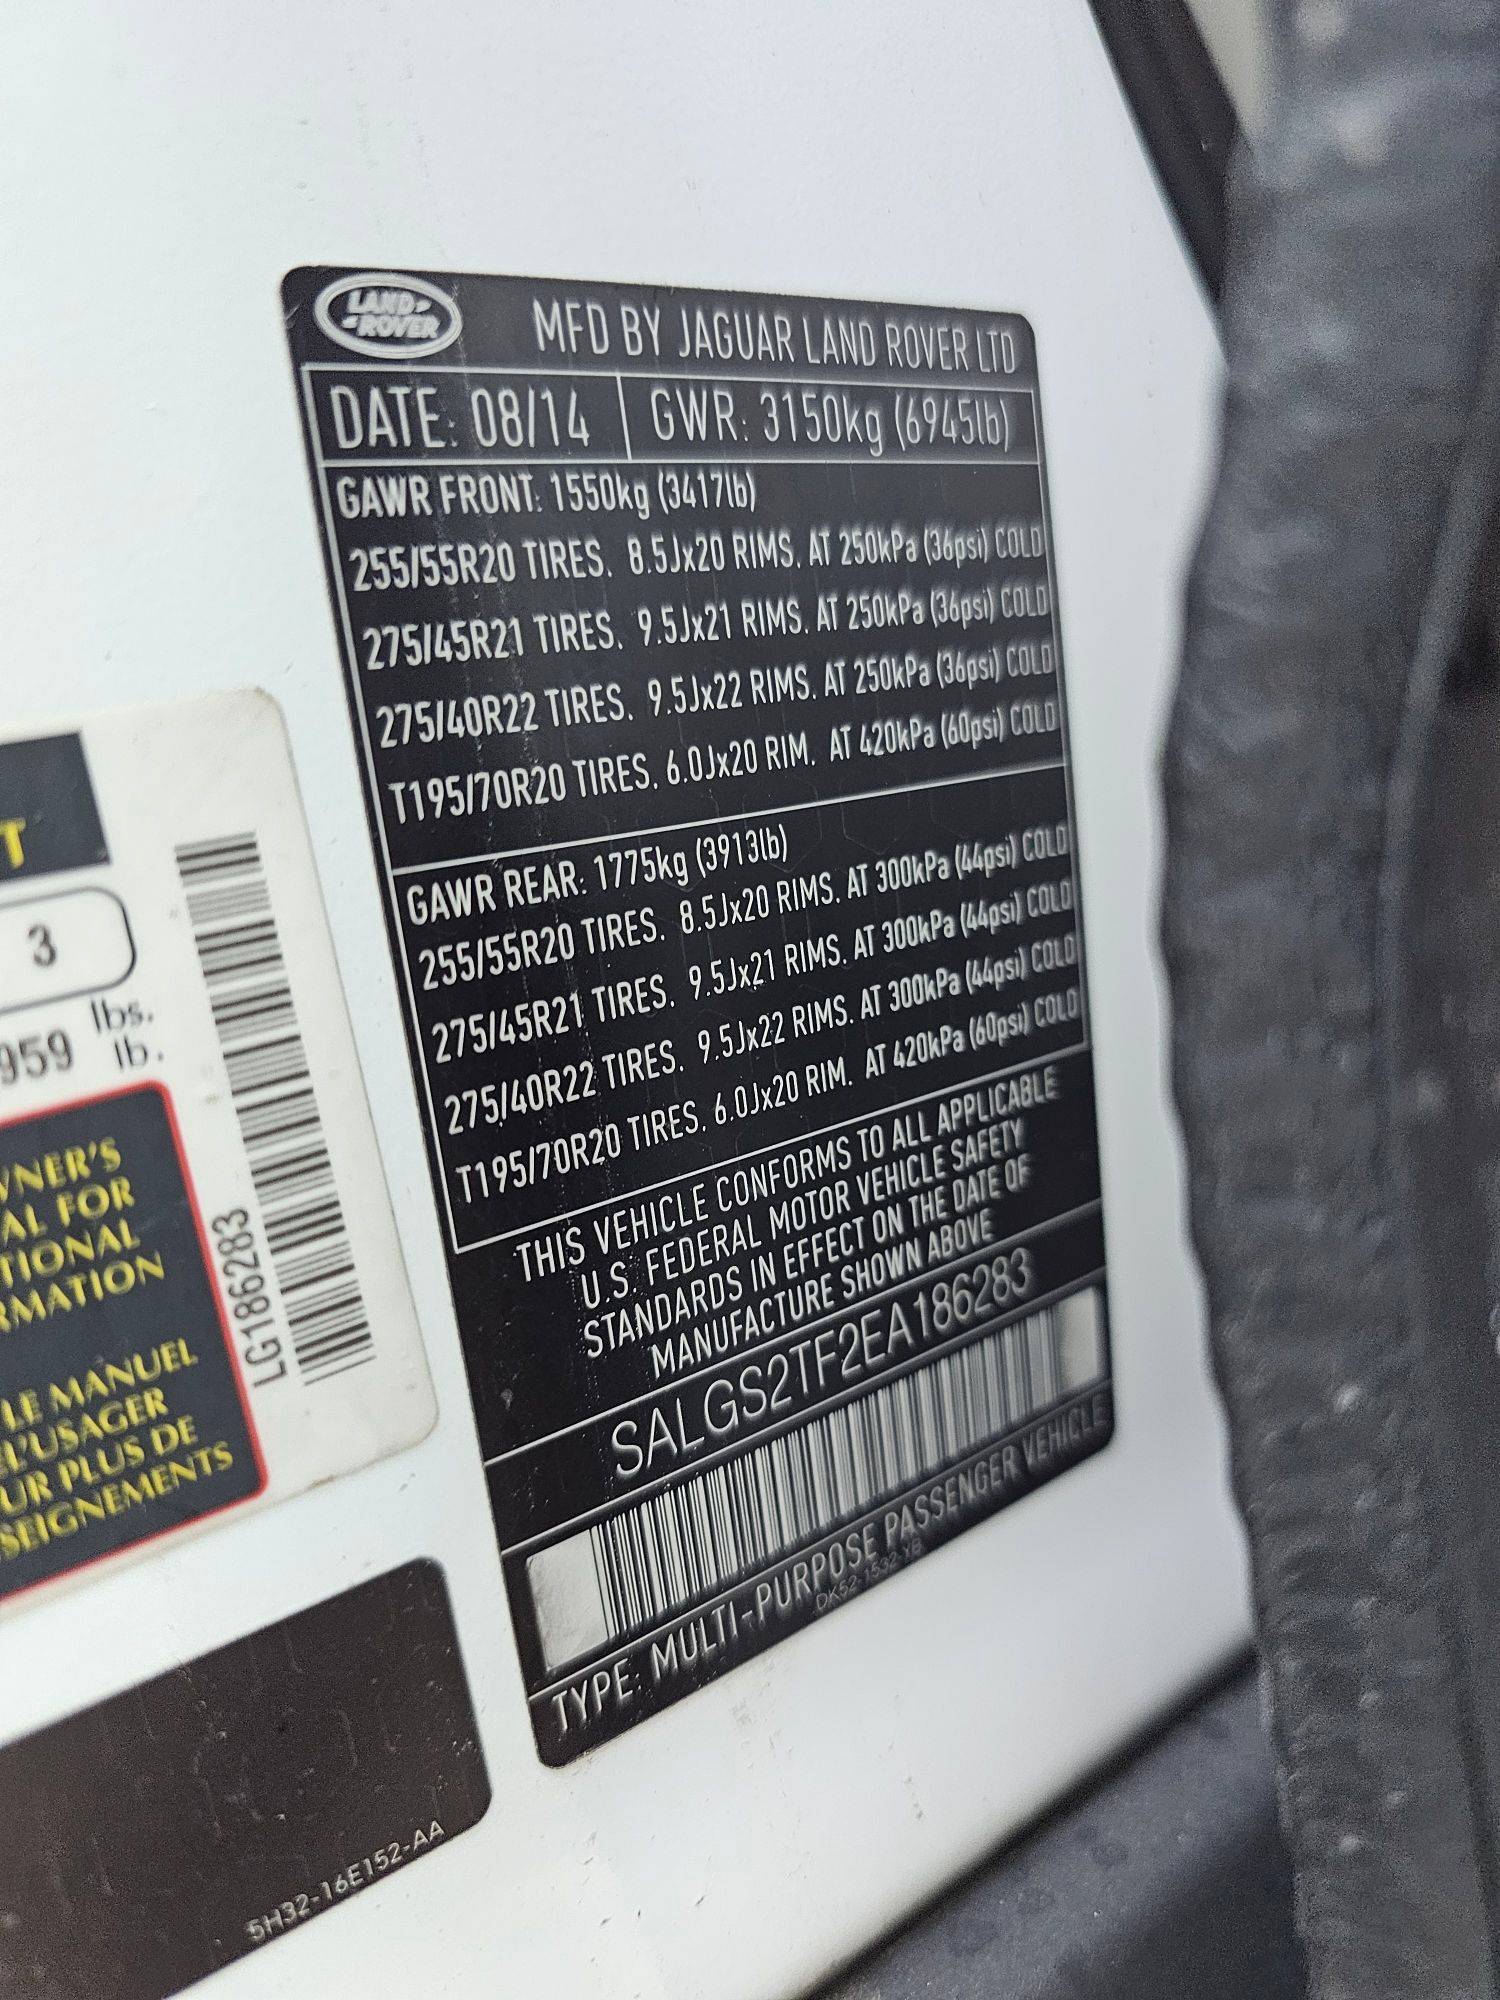 LAND-
-ROVER
MFD BY JAGUAR LAND ROVER LTD
DATE: 08/14 GWR: 3150kg (6945lb)
GAWR FRONT: 1550kg (3417lb)
255/55R20 TIRES. 8.5Jx20 RIMS. AT 250kPa (36psi) COLD
275/45R21 TIRES. 9.5Jx21 RIMS. AT 250kPa (36psi) COLD
275/40R22 TIRES. 9.5Jx22 RIMS. AT 250kPa (36psi) COLD
T195/70R20 TIRES. 6.0Jx20 RIM. AT 420kPa (60psi) COLD
GAWR REAR: 1775kg (3913lb)
255/55R20 TIRES. 8.5Jx20 RIMS. AT 300kPa (44psi) COLD
275/45R21 TIRES. 9.5Jx21 RIMS. AT 300kPa (44psi) COLD
275/40R22 TIRES. 9.5Jx22 RIMS. AT 300kPa (44psi) COLD
T195/70R20 TIRES. 6.0Jx20 RIM. AT 420kPa (60psi) COLD
THIS VEHICLE CONFORMS TO ALL APPLICABLE
U.S. FEDERAL MOTOR VEHICLE SAFETY
STANDARDS IN EFFECT ON THE DATE OF
MANUFACTURE SHOWN ABOVE
SALGS2TF2EA186283
TYPE: MULTI-PURPOSE PASSENGER VEHICLE
DK52-1532-YB
T
3
959 lbs.
lb.
WNER'S
AL FOR
TIONAL
RMATION
LE MANUEL
L'USAGER
UR PLUS DE
SEIGNEMENTS
LG186283
5H32-16E152-AA